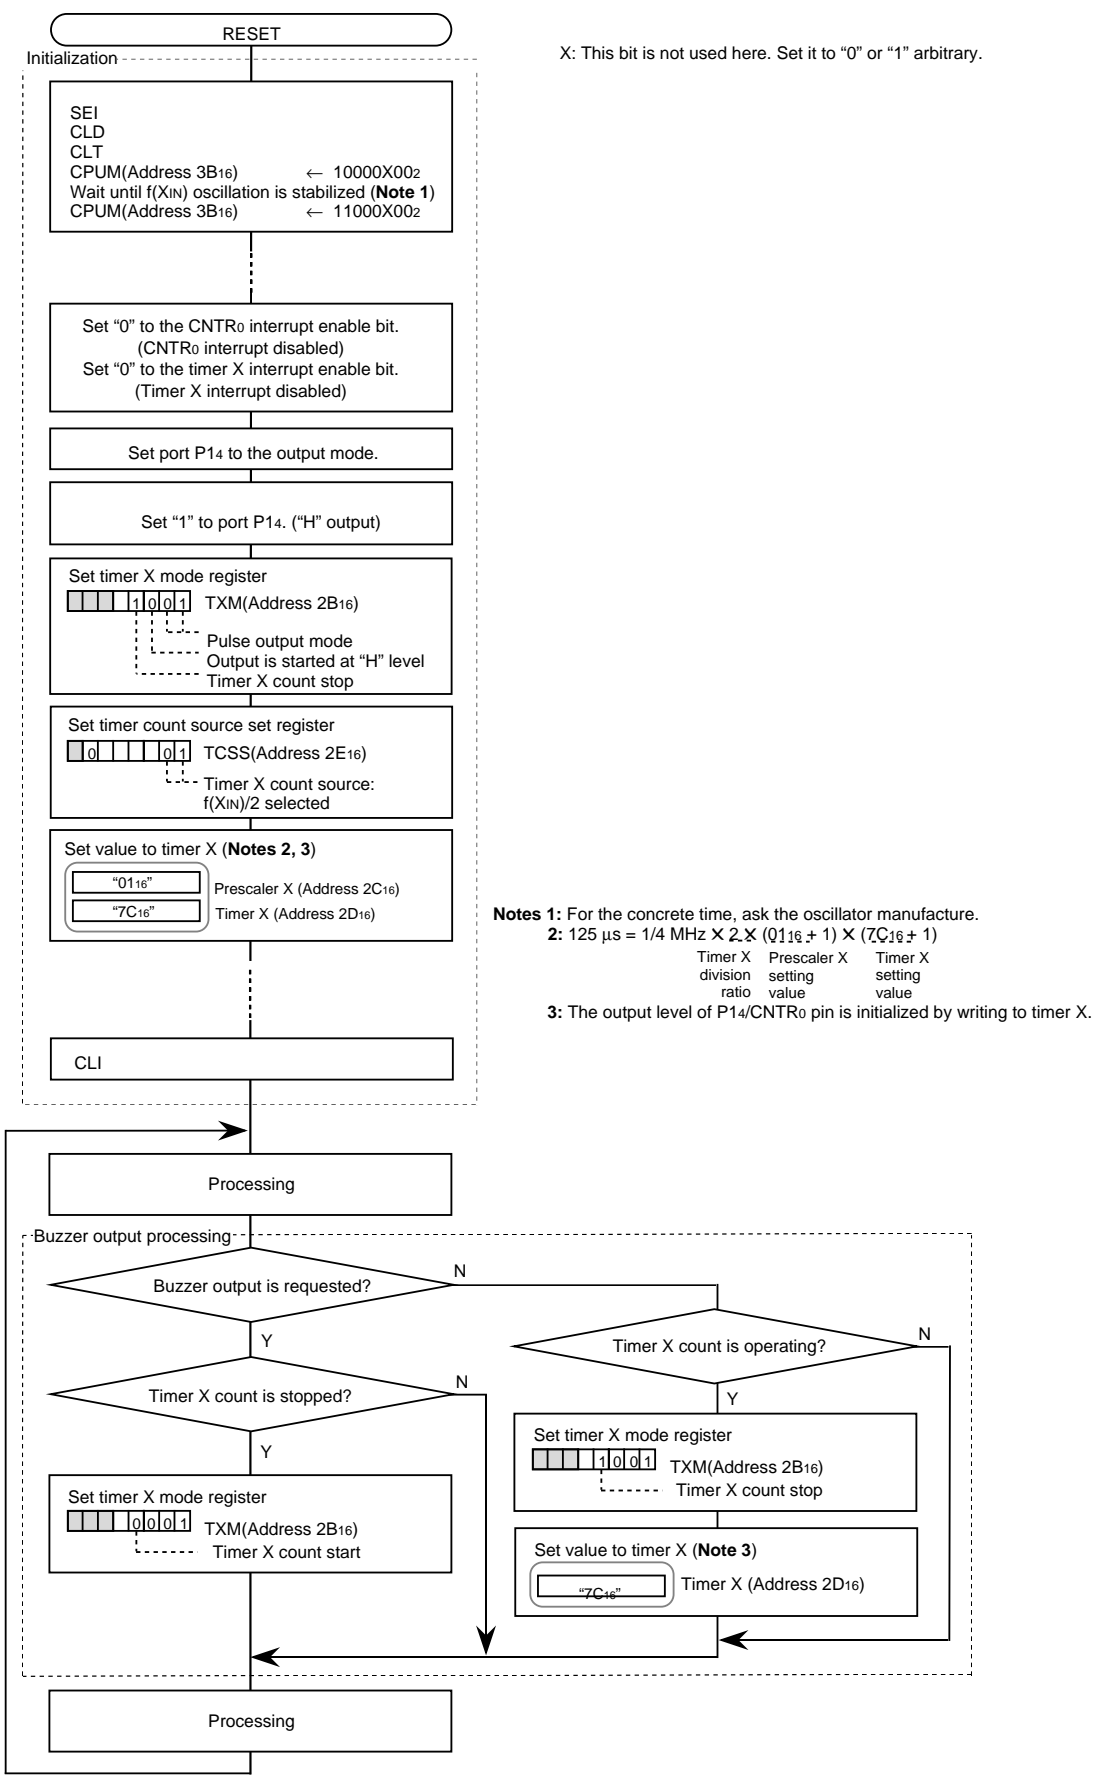 RESET
X: This bit is not used here. Set it to “0” or “1” arbitrary.
Initialization
SEI
CLD
CLT
CPUM(Address 3B16) ← 10000X002
Wait until f(XIN) oscillation is stabilized (Note 1)
CPUM(Address 3B16) ← 11000X002
Set “0” to the CNTR0 interrupt enable bit.
(CNTR0 interrupt disabled)
Set “0” to the timer X interrupt enable bit.
(Timer X interrupt disabled)
Set port P14 to the output mode.
Set “1” to port P14. (“H” output)
Set timer X mode register
1 0 0 1 TXM(Address 2B16)
Pulse output mode
Output is started at “H” level
Timer X count stop
Set timer count source set register
0 0 1 TCSS(Address 2E16)
Timer X count source:
f(XIN)/2 selected
Set value to timer X (Notes 2, 3)
“0116” Prescaler X (Address 2C16)
“7C16” Timer X (Address 2D16)
Notes 1: For the concrete time, ask the oscillator manufacture.
2: 125 μs = 1/4 MHz × 2 × (0116 + 1) × (7C16 + 1)
Timer X Prescaler X Timer X
division setting setting
ratio value value
3: The output level of P14/CNTR0 pin is initialized by writing to timer X.
CLI
Processing
Buzzer output processing
Buzzer output is requested?
N
Y
Timer X count is operating?
N
Y
Timer X count is stopped?
N
Y
Set timer X mode register
1 0 0 1 TXM(Address 2B16)
Timer X count stop
Set timer X mode register
0 0 0 1 TXM(Address 2B16)
Timer X count start
Set value to timer X (Note 3)
“7C16” Timer X (Address 2D16)
Processing